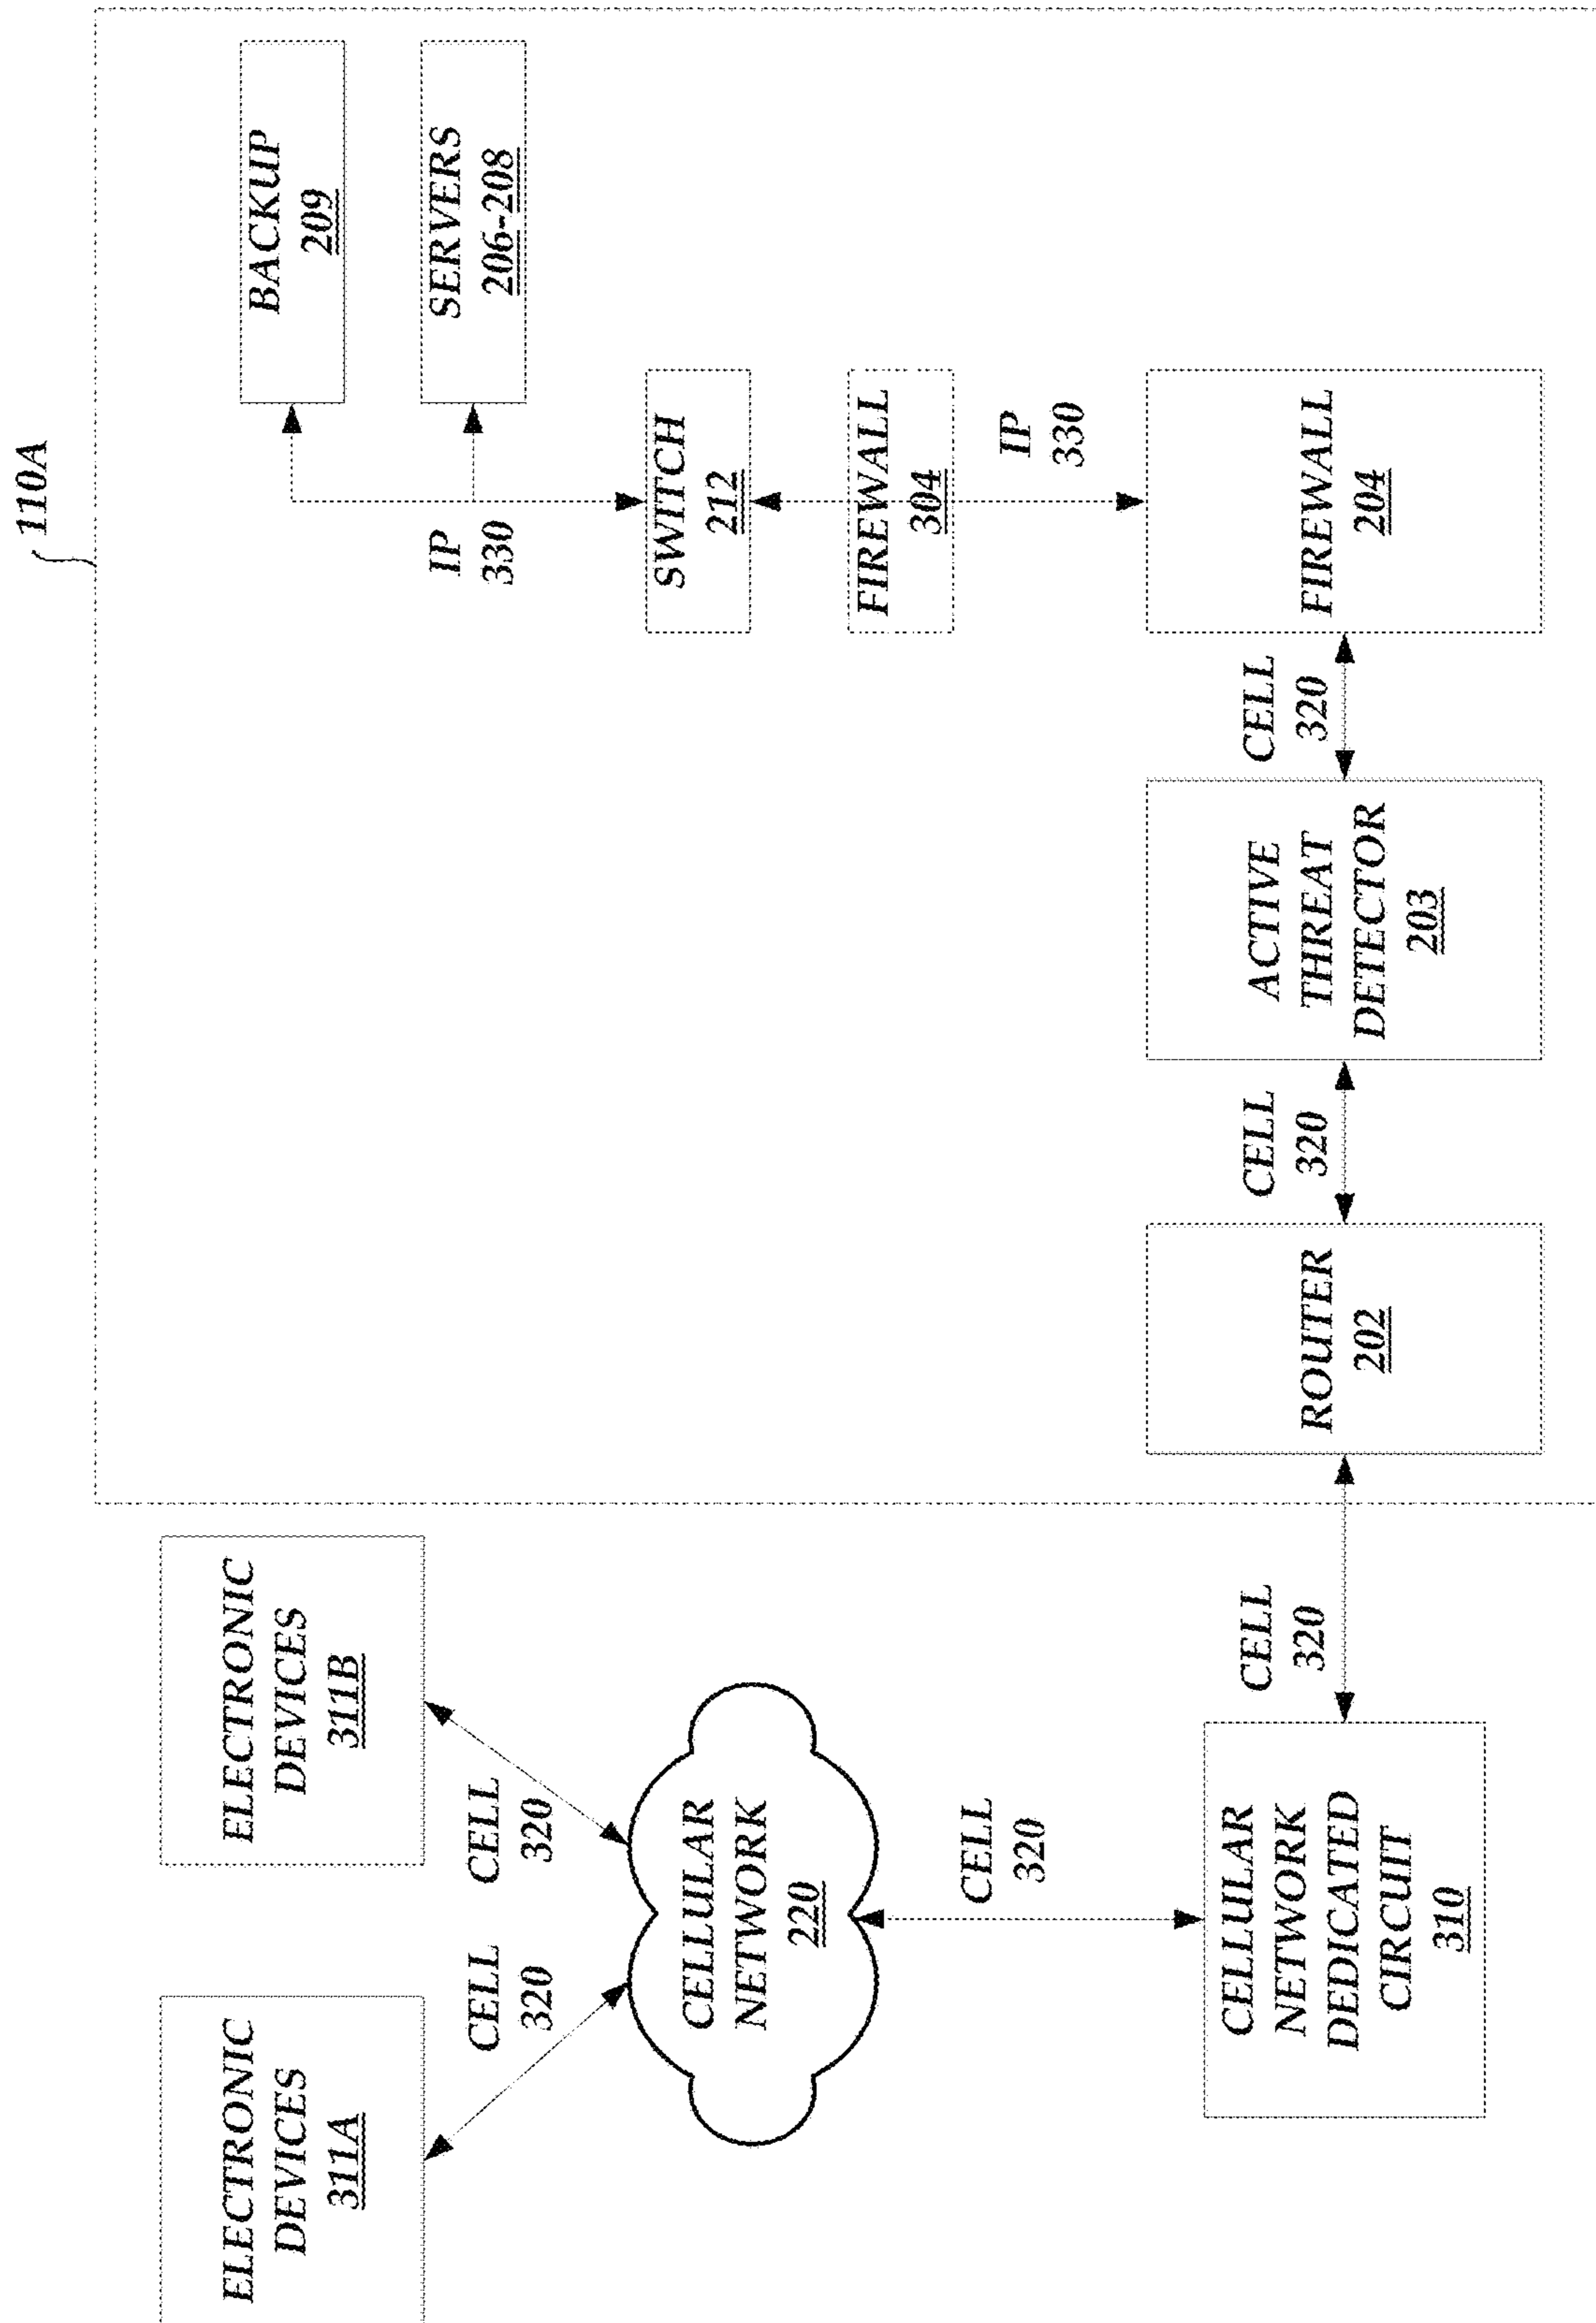 110A
ELECTRONIC
DEVICES
311A
ELECTRONIC
DEVICES
311B
CELL
320
CELL
320
CELLULAR
NETWORK
220
CELL
320
CELLULAR
NETWORK
DEDICATED
CIRCUIT
310
CELL
320
ROUTER
202
CELL
320
ACTIVE
THREAT
DETECTOR
203
CELL
320
FIREWALL
204
IP
330
FIREWALL
304
SWITCH
212
IP
330
BACKUP
209
SERVERS
206-208